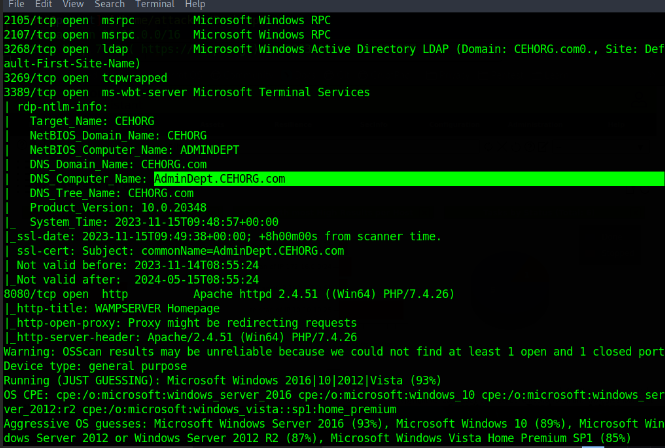 File Edit View Search Terminal Help
2105/tcp open  msrpc         Microsoft Windows RPC
2107/tcp open  msrpc         Microsoft Windows RPC
3268/tcp open  ldap          Microsoft Windows Active Directory LDAP (Domain: CEHORG.com0., Site: Def
ault-First-Site-Name)
3269/tcp open  tcpwrapped
3389/tcp open  ms-wbt-server Microsoft Terminal Services
| rdp-ntlm-info:
|   Target_Name: CEHORG
|   NetBIOS_Domain_Name: CEHORG
|   NetBIOS_Computer_Name: ADMINDEPT
|   DNS_Domain_Name: CEHORG.com
|   DNS_Computer_Name: AdminDept.CEHORG.com
|   DNS_Tree_Name: CEHORG.com
|   Product_Version: 10.0.20348
|_  System_Time: 2023-11-15T09:48:57+00:00
|_ssl-date: 2023-11-15T09:49:38+00:00; +8h00m00s from scanner time.
| ssl-cert: Subject: commonName=AdminDept.CEHORG.com
| Not valid before: 2023-11-14T08:55:24
|_Not valid after:  2024-05-15T08:55:24
8080/tcp open  http          Apache httpd 2.4.51 ((Win64) PHP/7.4.26)
|_http-title: WAMPSERVER Homepage
|_http-open-proxy: Proxy might be redirecting requests
|_http-server-header: Apache/2.4.51 (Win64) PHP/7.4.26
Warning: OSScan results may be unreliable because we could not find at least 1 open and 1 closed port
Device type: general purpose
Running (JUST GUESSING): Microsoft Windows 2016|10|2012|Vista (93%)
OS CPE: cpe:/o:microsoft:windows_server_2016 cpe:/o:microsoft:windows_10 cpe:/o:microsoft:windows_ser
ver_2012:r2 cpe:/o:microsoft:windows_vista::sp1:home_premium
Aggressive OS guesses: Microsoft Windows Server 2016 (93%), Microsoft Windows 10 (89%), Microsoft Win
dows Server 2012 or Windows Server 2012 R2 (87%), Microsoft Windows Vista Home Premium SP1 (85%)